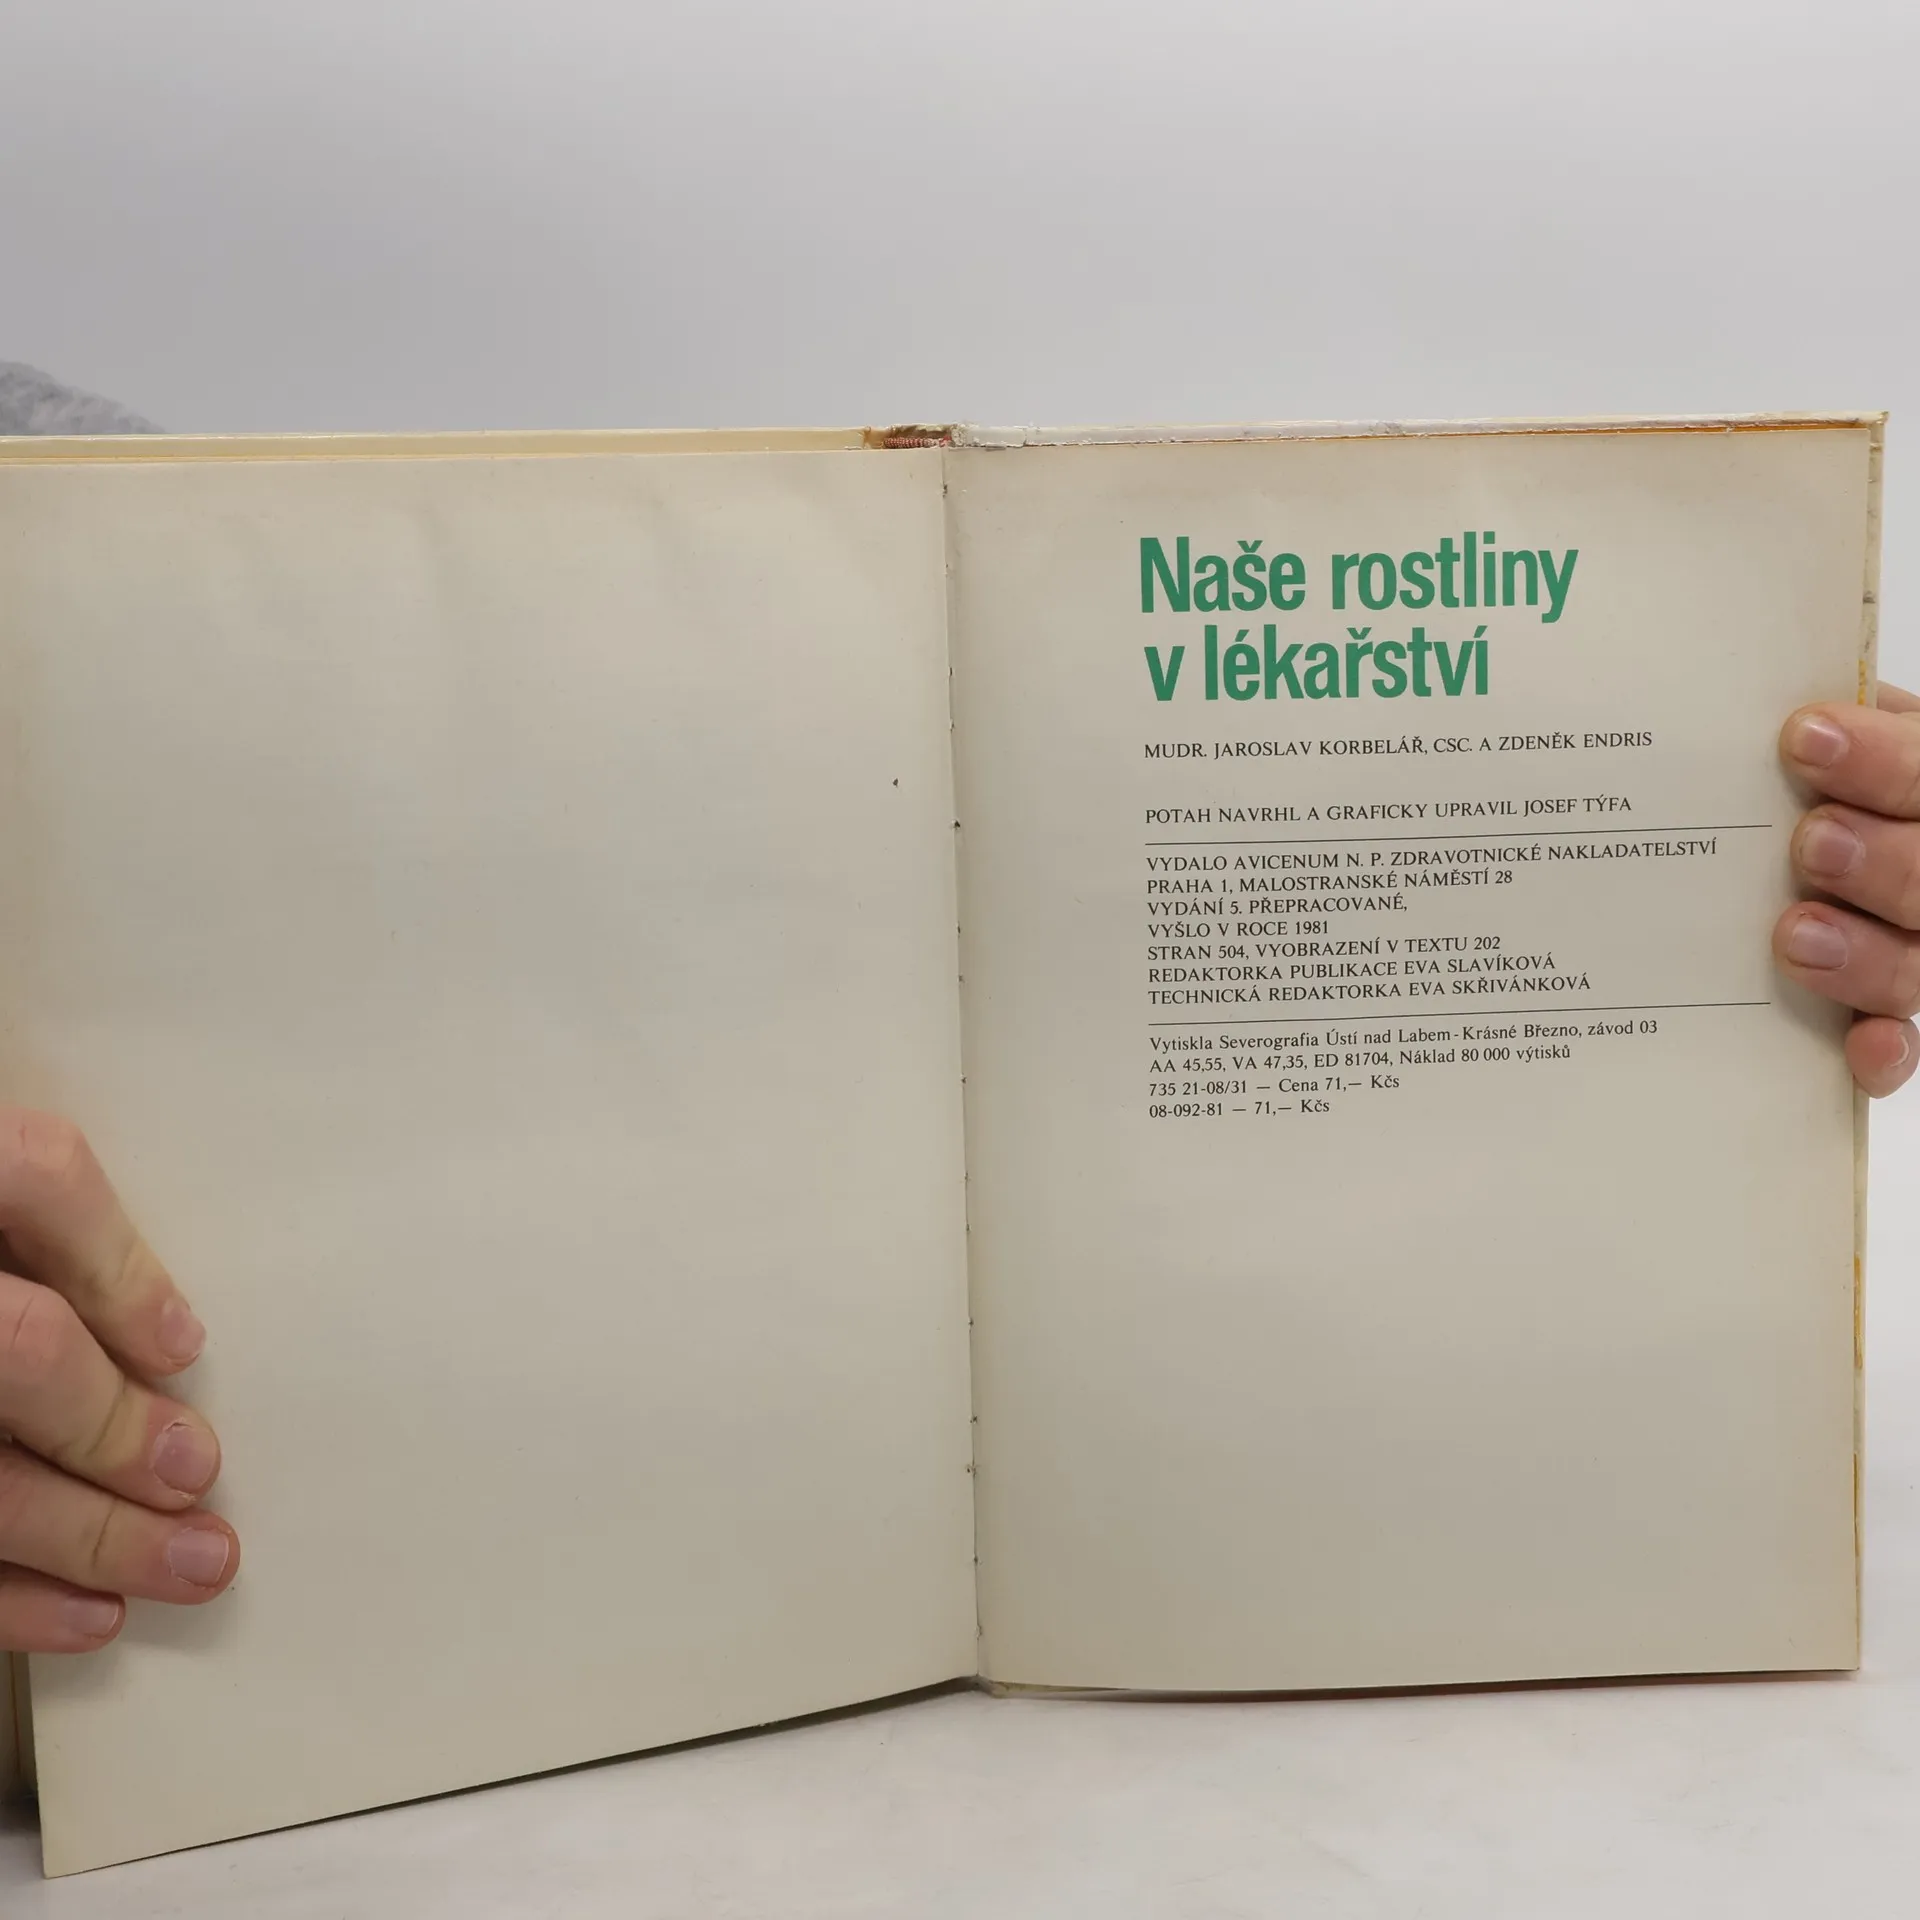 Naše rostliny
v lékařství
MUDR. JAROSLAV KORBELÁŘ, CSC. A ZDENĚK ENDRIS
POTAH NAVRHL A GRAFICKY UPRAVIL JOSEF TÝFA
VYDALO AVICENUM N. P. ZDRAVOTNICKÉ NAKLADATELSTVÍ
PRAHA 1, MALOSTRANSKÉ NÁMĚSTÍ 28
VYDÁNÍ 5. PŘEPRACOVANÉ,
VYŠLO V ROCE 1981
STRAN 504, VYOBRAZENÍ V TEXTU 202
REDAKTORKA PUBLIKACE EVA SLAVÍKOVÁ
TECHNICKÁ REDAKTORKA EVA SKŘIVÁNKOVÁ
Vytiskla Severografia Ústí nad Labem - Krásné Březno, závod 03
AA 45,55, VA 47,35, ED 81704, Náklad 80 000 výtisků
735 21-08/31 — Cena 71,— Kčs
08-092-81 — 71,— Kčs